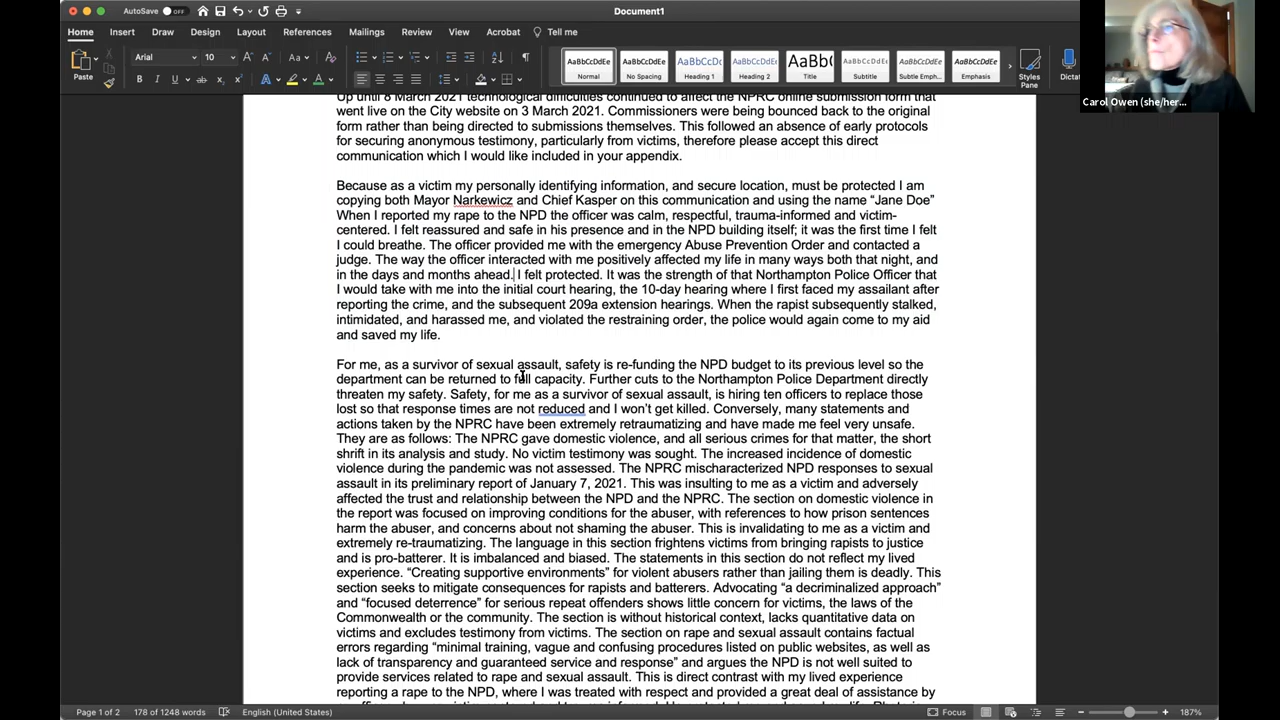 AutoSave OFF
Document1
Home Insert Draw Design Layout References Mailings Review View Acrobat Tell me
Paste
Arial 10
AaBbCcDdEe AaBbCcDdEe AaBbCcDc AaBbCcDdEe AaBb( AaBbCcDdEe AaBbCcDdEe AaBbCcDdEe
Normal No Spacing Heading 1 Heading 2 Title Subtitle Subtle Emph... Emphasis
Styles Pane
Dictat
Carol Owen (she/her...
Up until 8 March 2021 technological difficulties continued to affect the NPRC online submission form that
went live on the City website on 3 March 2021. Commissioners were being bounced back to the original
form rather than being directed to submissions themselves. This followed an absence of early protocols
for securing anonymous testimony, particularly from victims, therefore please accept this direct
communication which I would like included in your appendix.
Because as a victim my personally identifying information, and secure location, must be protected I am
copying both Mayor Narkewicz and Chief Kasper on this communication and using the name “Jane Doe”
When I reported my rape to the NPD the officer was calm, respectful, trauma-informed and victim-
centered. I felt reassured and safe in his presence and in the NPD building itself; it was the first time I felt
I could breathe. The officer provided me with the emergency Abuse Prevention Order and contacted a
judge. The way the officer interacted with me positively affected my life in many ways both that night, and
in the days and months ahead. I felt protected. It was the strength of that Northampton Police Officer that
I would take with me into the initial court hearing, the 10-day hearing where I first faced my assailant after
reporting the crime, and the subsequent 209a extension hearings. When the rapist subsequently stalked,
intimidated, and harassed me, and violated the restraining order, the police would again come to my aid
and saved my life.
For me, as a survivor of sexual assault, safety is re-funding the NPD budget to its previous level so the
department can be returned to full capacity. Further cuts to the Northampton Police Department directly
threaten my safety. Safety, for me as a survivor of sexual assault, is hiring ten officers to replace those
lost so that response times are not reduced and I won’t get killed. Conversely, many statements and
actions taken by the NPRC have been extremely retraumatizing and have made me feel very unsafe.
They are as follows: The NPRC gave domestic violence, and all serious crimes for that matter, the short
shrift in its analysis and study. No victim testimony was sought. The increased incidence of domestic
violence during the pandemic was not assessed. The NPRC mischaracterized NPD responses to sexual
assault in its preliminary report of January 7, 2021. This was insulting to me as a victim and adversely
affected the trust and relationship between the NPD and the NPRC. The section on domestic violence in
the report was focused on improving conditions for the abuser, with references to how prison sentences
harm the abuser, and concerns about not shaming the abuser. This is invalidating to me as a victim and
extremely re-traumatizing. The language in this section frightens victims from bringing rapists to justice
and is pro-batterer. It is imbalanced and biased. The statements in this section do not reflect my lived
experience. “Creating supportive environments” for violent abusers rather than jailing them is deadly. This
section seeks to mitigate consequences for rapists and batterers. Advocating “a decriminalized approach”
and “focused deterrence” for serious repeat offenders shows little concern for victims, the laws of the
Commonwealth or the community. The section is without historical context, lacks quantitative data on
victims and excludes testimony from victims. The section on rape and sexual assault contains factual
errors regarding “minimal training, vague and confusing procedures listed on public websites, as well as
lack of transparency and guaranteed service and response” and argues the NPD is not well suited to
provide services related to rape and sexual assault. This is direct contrast with my lived experience
reporting a rape to the NPD, where I was treated with respect and provided a great deal of assistance by
Page 1 of 2 178 of 1248 words English (United States) Focus 187%